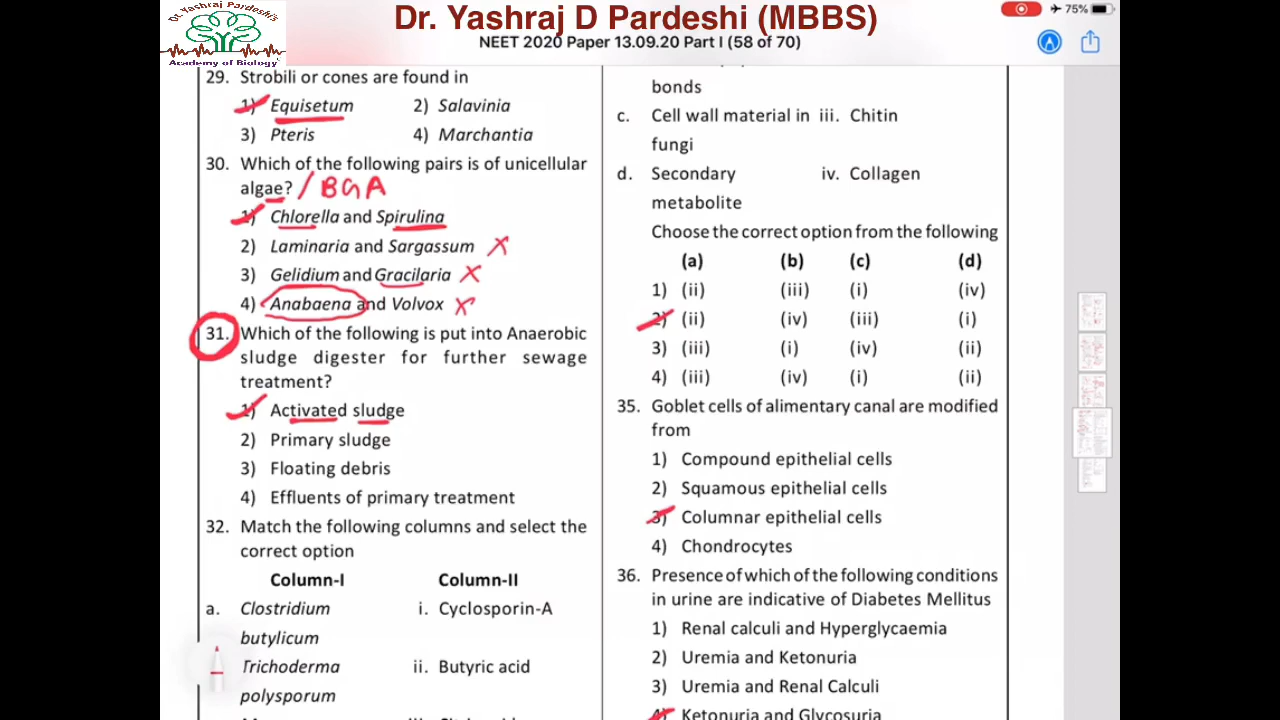 Dr. Yashraj D Pardeshi (MBBS)
Dr. Yashraj Pardeshi's
Academy of Biology
NEET 2020 Paper 13.09.20 Part I (58 of 70)
75%
29. Strobili or cones are found in
1) Equisetum 2) Salavinia
3) Pteris 4) Marchantia
30. Which of the following pairs is of unicellular
algae? / BGA
1) Chlorella and Spirulina
2) Laminaria and Sargassum X
3) Gelidium and Gracilaria X
4) Anabaena and Volvox X
31. Which of the following is put into Anaerobic
sludge digester for further sewage
treatment?
1) Activated sludge
2) Primary sludge
3) Floating debris
4) Effluents of primary treatment
32. Match the following columns and select the
correct option
Column-I Column-II
a. Clostridium i. Cyclosporin-A
butylicum
Trichoderma ii. Butyric acid
polysporum
bonds
c. Cell wall material in iii. Chitin
fungi
d. Secondary iv. Collagen
metabolite
Choose the correct option from the following
(a) (b) (c) (d)
1) (ii) (iii) (i) (iv)
2) (ii) (iv) (iii) (i)
3) (iii) (i) (iv) (ii)
4) (iii) (iv) (i) (ii)
35. Goblet cells of alimentary canal are modified
from
1) Compound epithelial cells
2) Squamous epithelial cells
3) Columnar epithelial cells
4) Chondrocytes
36. Presence of which of the following conditions
in urine are indicative of Diabetes Mellitus
1) Renal calculi and Hyperglycaemia
2) Uremia and Ketonuria
3) Uremia and Renal Calculi
4) Ketonuria and Glycosuria